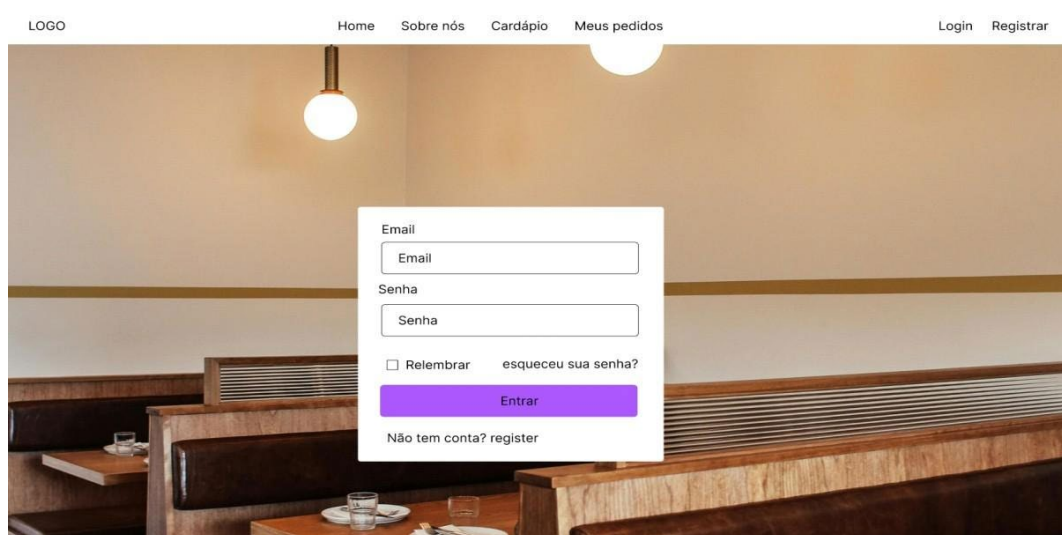 LOGO Home Sobre nós Cardápio Meus pedidos Login Registrar
Email
Email
Senha
Senha
Relembrar esqueceu sua senha?
Entrar
Não tem conta? register